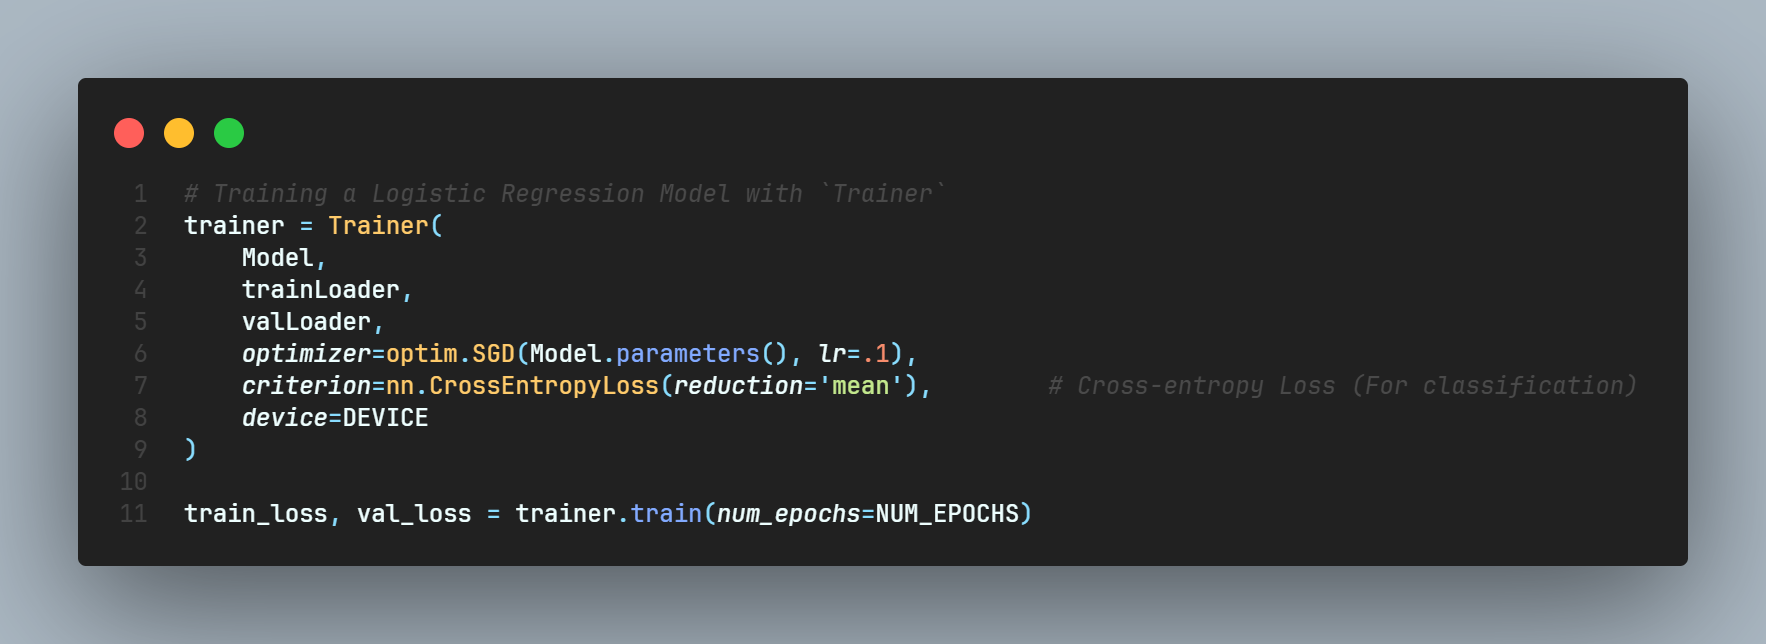 1 # Training a Logistic Regression Model with `Trainer`
2 trainer = Trainer(
3     Model,
4     trainLoader,
5     valLoader,
6     optimizer=optim.SGD(Model.parameters(), lr=.1),
7     criterion=nn.CrossEntropyLoss(reduction='mean'),        # Cross-entropy Loss (For classification)
8     device=DEVICE
9 )
10
11 train_loss, val_loss = trainer.train(num_epochs=NUM_EPOCHS)